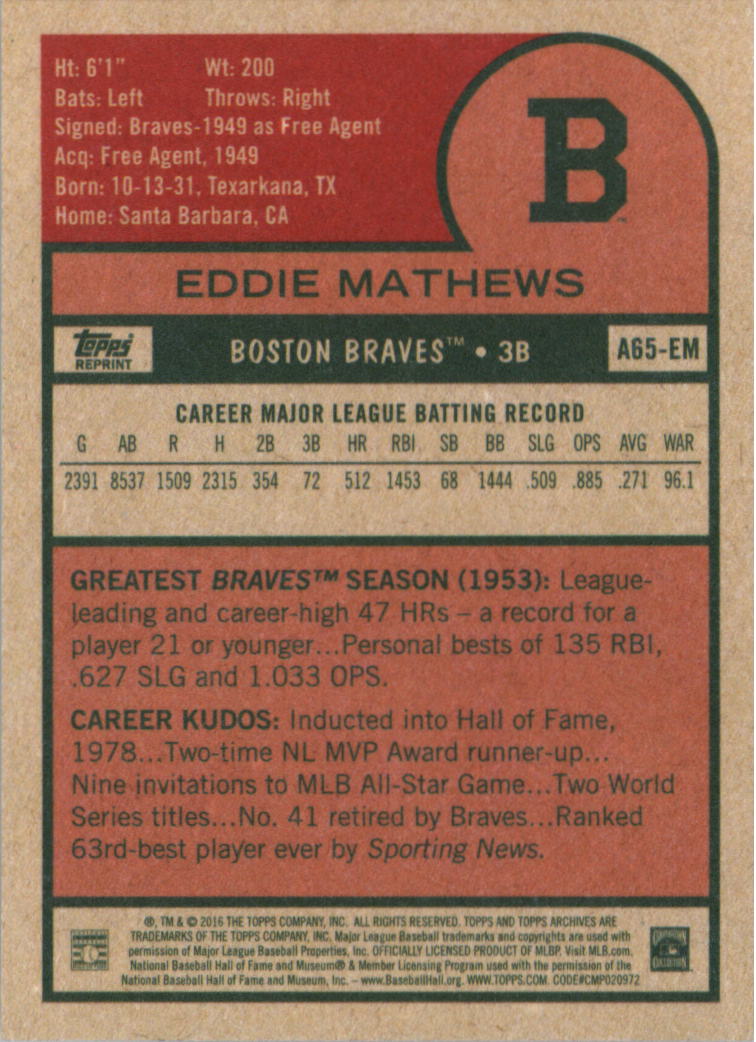 Ht: 6'1" Wt: 200
Bats: Left Throws: Right
Signed: Braves-1949 as Free Agent
Acq: Free Agent, 1949
Born: 10-13-31, Texarkana, TX
Home: Santa Barbara, CA
B
EDDIE MATHEWS
Topps
REPRINT
BOSTON BRAVES™ • 3B
A65-EM
CAREER MAJOR LEAGUE BATTING RECORD
G AB R H 2B 3B HR RBI SB BB SLG OPS AVG WAR
2391 8537 1509 2315 354 72 512 1453 68 1444 .509 .885 .271 96.1
GREATEST BRAVES™ SEASON (1953): League-
leading and career-high 47 HRs – a record for a
player 21 or younger...Personal bests of 135 RBI,
.627 SLG and 1.033 OPS.
CAREER KUDOS: Inducted into Hall of Fame,
1978...Two-time NL MVP Award runner-up...
Nine invitations to MLB All-Star Game...Two World
Series titles...No. 41 retired by Braves...Ranked
63rd-best player ever by Sporting News.
®, TM & © 2016 THE TOPPS COMPANY, INC. ALL RIGHTS RESERVED. TOPPS AND TOPPS ARCHIVES ARE
TRADEMARKS OF THE TOPPS COMPANY, INC. Major League Baseball trademarks and copyrights are used with
permission of Major League Baseball Properties, Inc. OFFICIALLY LICENSED PRODUCT OF MLBP. Visit MLB.com.
National Baseball Hall of Fame and Museum® & Member Licensing Program used with the permission of the
National Baseball Hall of Fame and Museum, Inc. – www.BaseballHall.org. WWW.TOPPS.COM. CODE#CMP020972